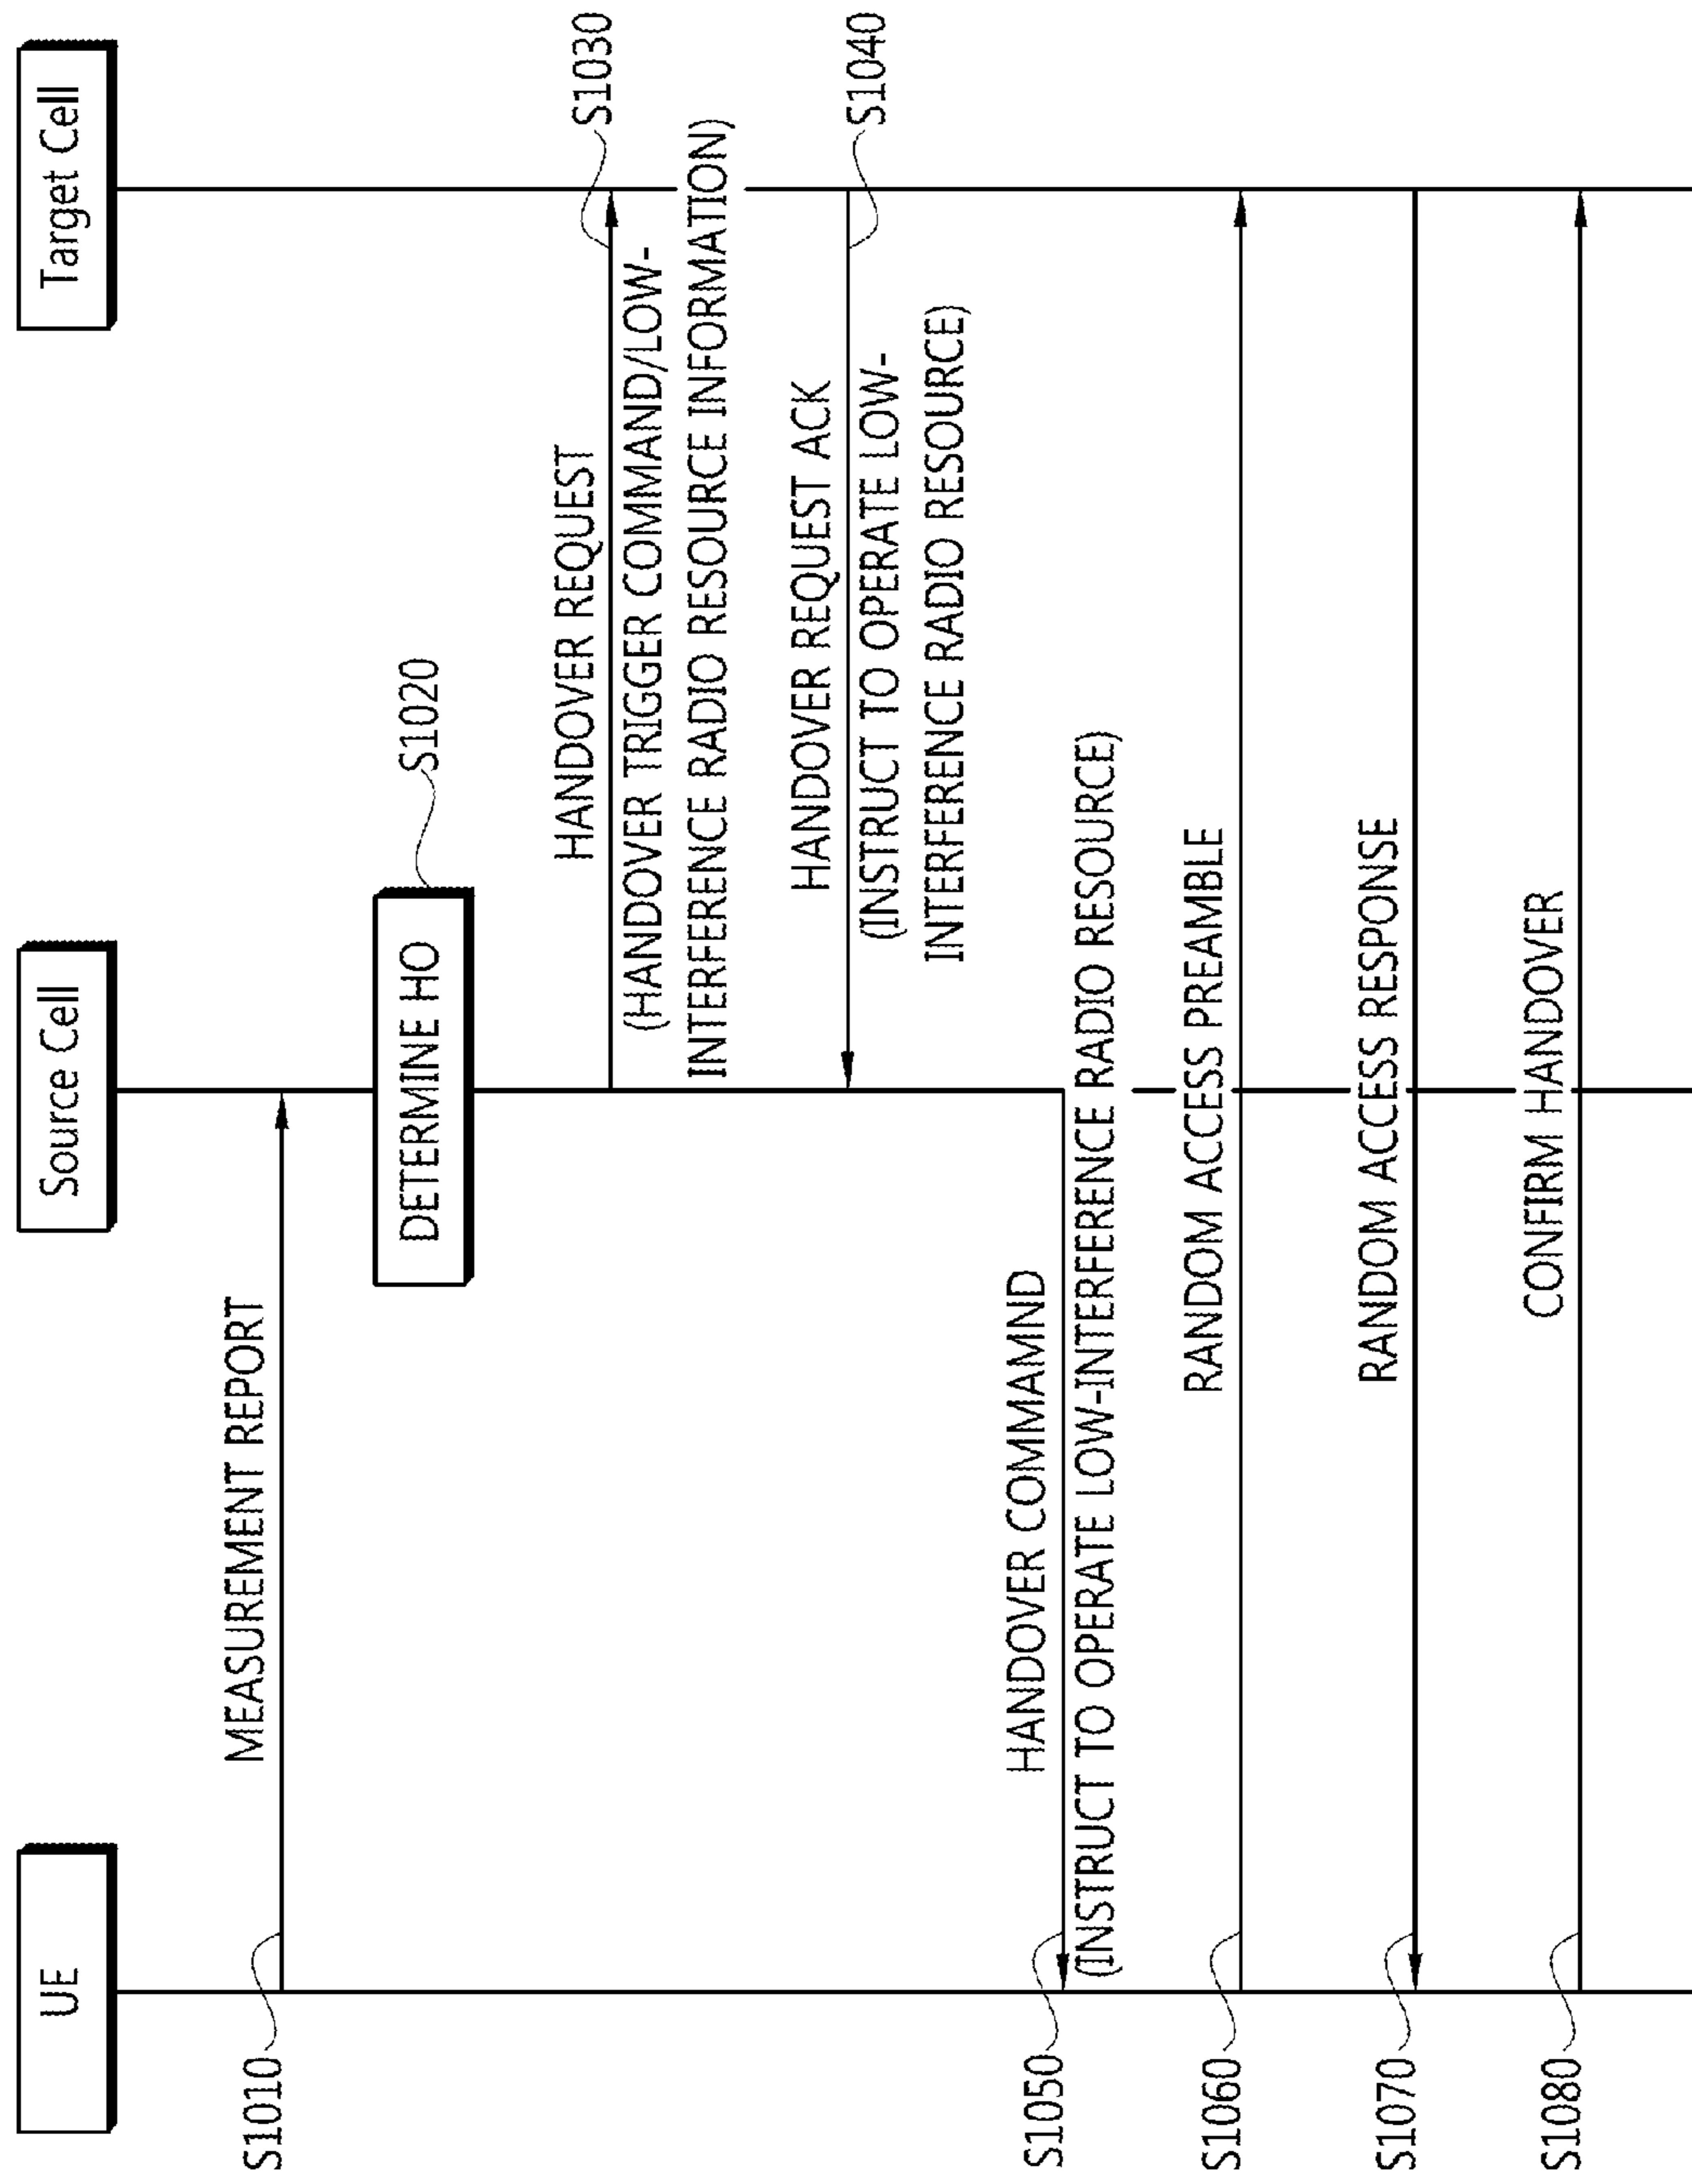 UE
Source Cell
Target Cell
S1010
MEASUREMENT REPORT
DETERMINE HO
S1020
HANDOVER REQUEST
S1030
(HANDOVER TRIGGER COMMAND/LOW-
INTERFERENCE RADIO RESOURCE INFORMATION)
HANDOVER REQUEST ACK
S1040
(INSTRUCT TO OPERATE LOW-
INTERFERENCE RADIO RESOURCE)
S1050
HANDOVER COMMAMND
(INSTRUCT TO OPERATE LOW-INTERFERENCE RADIO RESOURCE)
S1060
RANDOM ACCESS PREAMBLE
S1070
RANDOM ACCESS RESPONSE
S1080
CONFIRM HANDOVER